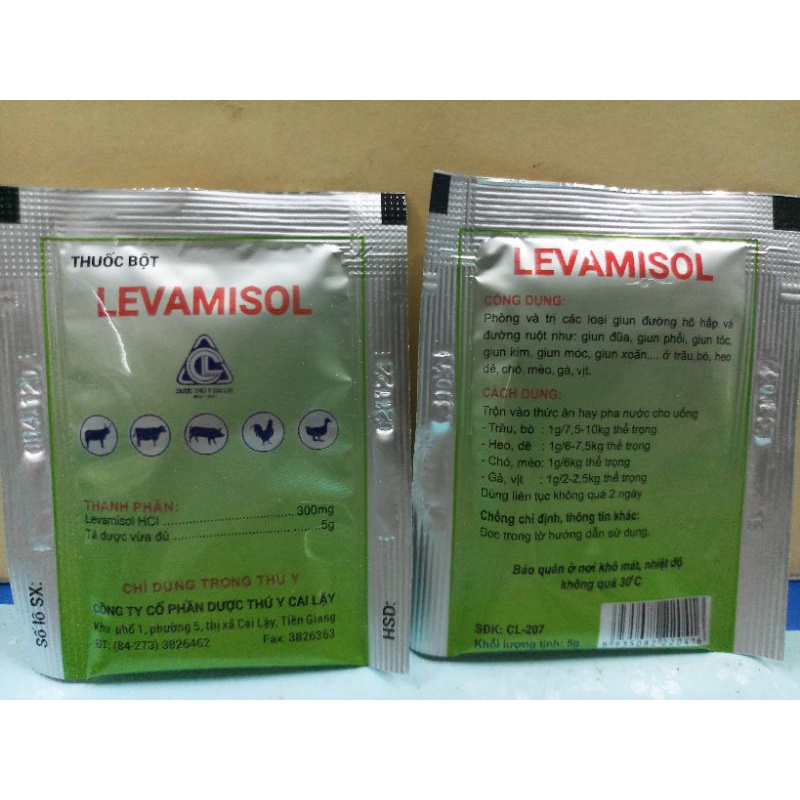 THUỐC BỘT
LEVAMISOL
CL
DƯỢC THÚ Y CAI LẬY
THÀNH PHẦN:
Levamisol HCl ........................ 300mg
Tá dược vừa đủ ........................ 5g
CHỈ DÙNG TRONG THÚ Y
CÔNG TY CỔ PHẦN DƯỢC THÚ Y CAI LẬY
Khu phố 1, phường 5, thị xã Cai Lậy, Tiền Giang
ĐT: (84-273) 3826462 Fax: 3826363
Số lô SX:
HSD:
LEVAMISOL
CÔNG DỤNG:
Phòng và trị các loại giun đường hô hấp và
đường ruột như: giun đũa, giun phổi, giun tóc,
giun kim, giun móc, giun xoăn,... ở trâu,bò, heo
dê, chó, mèo, gà, vịt.
CÁCH DÙNG:
Trộn vào thức ăn hay pha nước cho uống
- Trâu, bò : 1g/7,5-10kg thể trọng
- Heo, dê : 1g/6-7,5kg thể trọng
- Chó, mèo: 1g/6kg thể trọng
- Gà, vịt : 1g/2-2,5kg thể trọng
Dùng liên tục không quá 2 ngày
Chống chỉ định, thông tin khác:
Đọc trong tờ hướng dẫn sử dụng.
Bảo quản ở nơi khô mát, nhiệt độ
không quá 30°C
SĐK: CL-207
Khối lượng tịnh: 5g